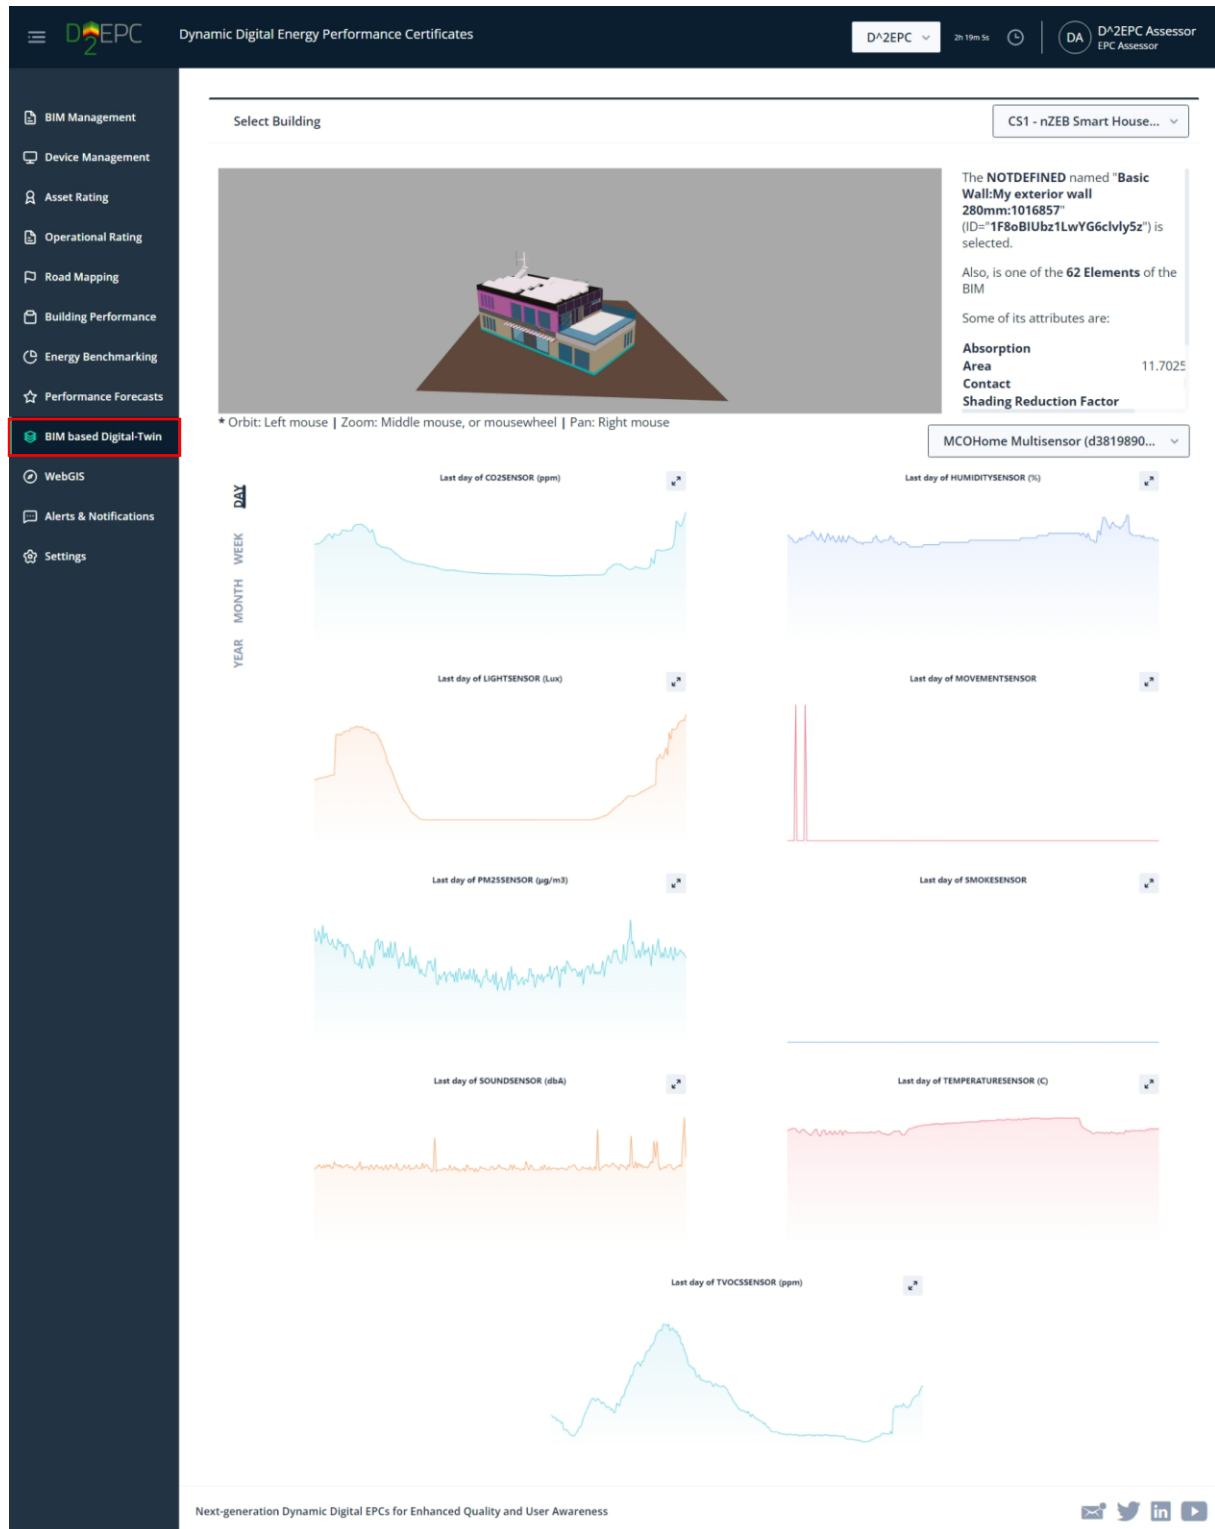 D2EPC
Dynamic Digital Energy Performance Certificates
D^2EPC
2h 19m 5s
DA
D^2EPC Assessor
EPC Assessor
BIM Management
Device Management
Asset Rating
Operational Rating
Road Mapping
Building Performance
Energy Benchmarking
Performance Forecasts
BIM based Digital-Twin
WebGIS
Alerts & Notifications
Settings
Select Building
CS1 - nZEB Smart House...
The NOTDEFINED named "Basic
Wall:My exterior wall
280mm:1016857"
(ID="1F8oBIUbz1LwYG6clvly5z") is
selected.
Also, is one of the 62 Elements of the
BIM
Some of its attributes are:
Absorption
Area 11.7025
Contact
Shading Reduction Factor
* Orbit: Left mouse | Zoom: Middle mouse, or mousewheel | Pan: Right mouse
MCOHome Multisensor (d3819890...
DAY
WEEK
MONTH
YEAR
Last day of CO2SENSOR (ppm)
Last day of HUMIDITYSENSOR (%)
Last day of LIGHTSENSOR (Lux)
Last day of MOVEMENTSENSOR
Last day of PM25SENSOR (µg/m3)
Last day of SMOKESENSOR
Last day of SOUNDSENSOR (dbA)
Last day of TEMPERATURESENSOR (C)
Last day of TVOCSSENSOR (ppm)
Next-generation Dynamic Digital EPCs for Enhanced Quality and User Awareness
in